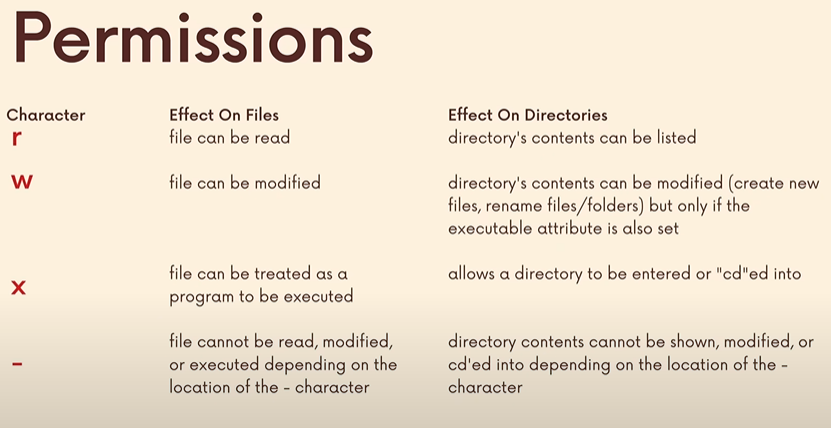 Permissions
Character Effect On Files Effect On Directories
r file can be read directory's contents can be listed
w file can be modified directory's contents can be modified (create new
files, rename files/folders) but only if the
executable attribute is also set
x file can be treated as a allows a directory to be entered or "cd"ed into
program to be executed
- file cannot be read, modified, directory contents cannot be shown, modified, or
or executed depending on the cd'ed into depending on the location of the -
location of the - character character